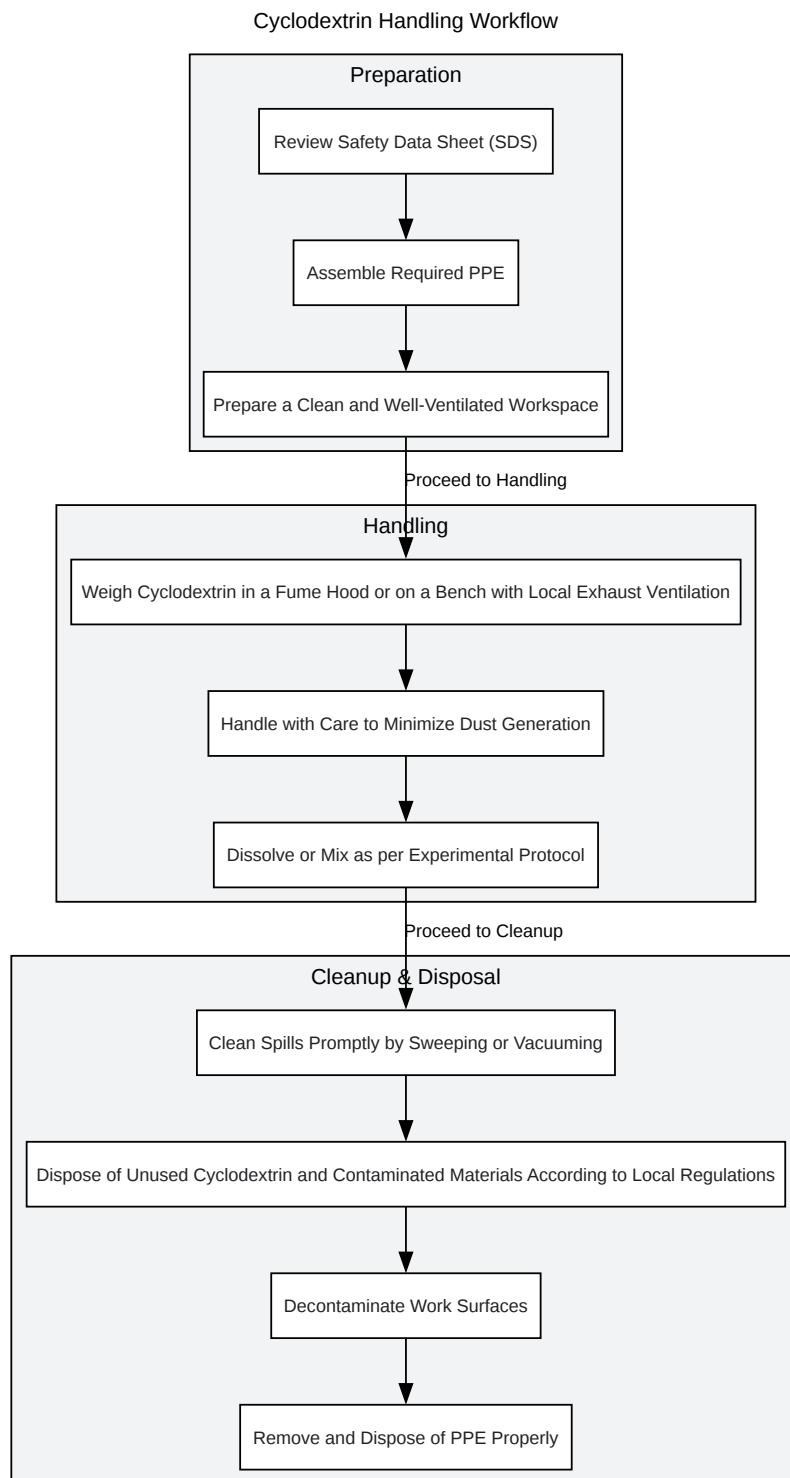 Cyclodextrin Handling Workflow
Preparation
Review Safety Data Sheet (SDS)
Assemble Required PPE
Prepare a Clean and Well-Ventilated Workspace
Proceed to Handling
Handling
Weigh Cyclodextrin in a Fume Hood or on a Bench with Local Exhaust Ventilation
Handle with Care to Minimize Dust Generation
Dissolve or Mix as per Experimental Protocol
Proceed to Cleanup
Cleanup & Disposal
Clean Spills Promptly by Sweeping or Vacuuming
Dispose of Unused Cyclodextrin and Contaminated Materials According to Local Regulations
Decontaminate Work Surfaces
Remove and Dispose of PPE Properly